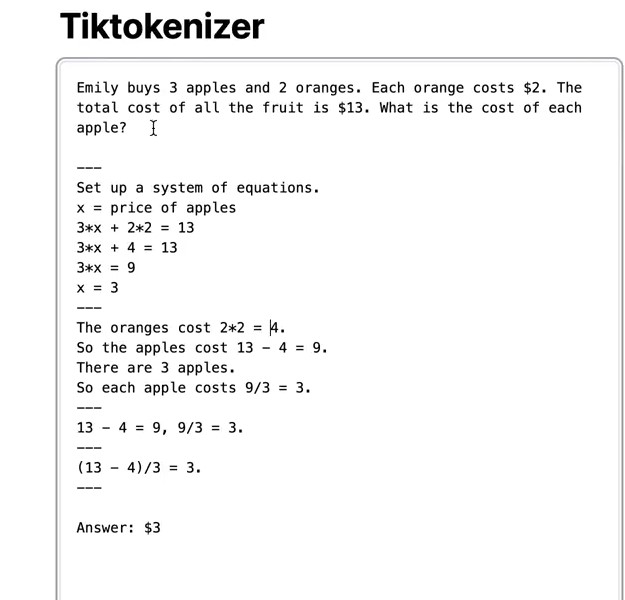 Tiktokenizer
Emily buys 3 apples and 2 oranges. Each orange costs $2. The
total cost of all the fruit is $13. What is the cost of each
apple?
---
Set up a system of equations.
x = price of apples
3*x + 2*2 = 13
3*x + 4 = 13
3*x = 9
x = 3
---
The oranges cost 2*2 = 4.
So the apples cost 13 - 4 = 9.
There are 3 apples.
So each apple costs 9/3 = 3.
---
13 - 4 = 9, 9/3 = 3.
---
(13 - 4)/3 = 3.
---
Answer: $3